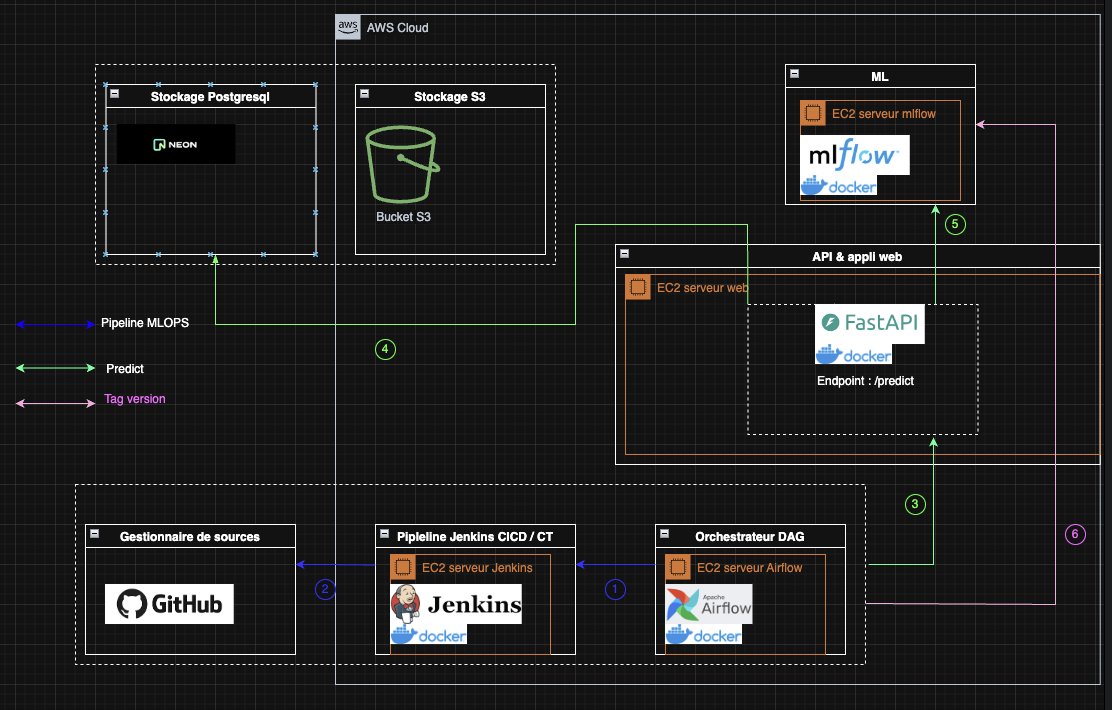 aws
AWS Cloud
Stockage Postgresql
NEON
Stockage S3
Bucket S3
ML
EC2 serveur mlflow
mlflow
docker
5
API & appli web
EC2 serveur web
FastAPI
docker
Endpoint : /predict
Pipeline MLOPS
Predict
Tag version
4
3
6
Gestionnaire de sources
GitHub
2
Pipleline Jenkins CICD / CT
EC2 serveur Jenkins
Jenkins
docker
1
Orchestrateur DAG
EC2 serveur Airflow
Apache
Airflow
docker